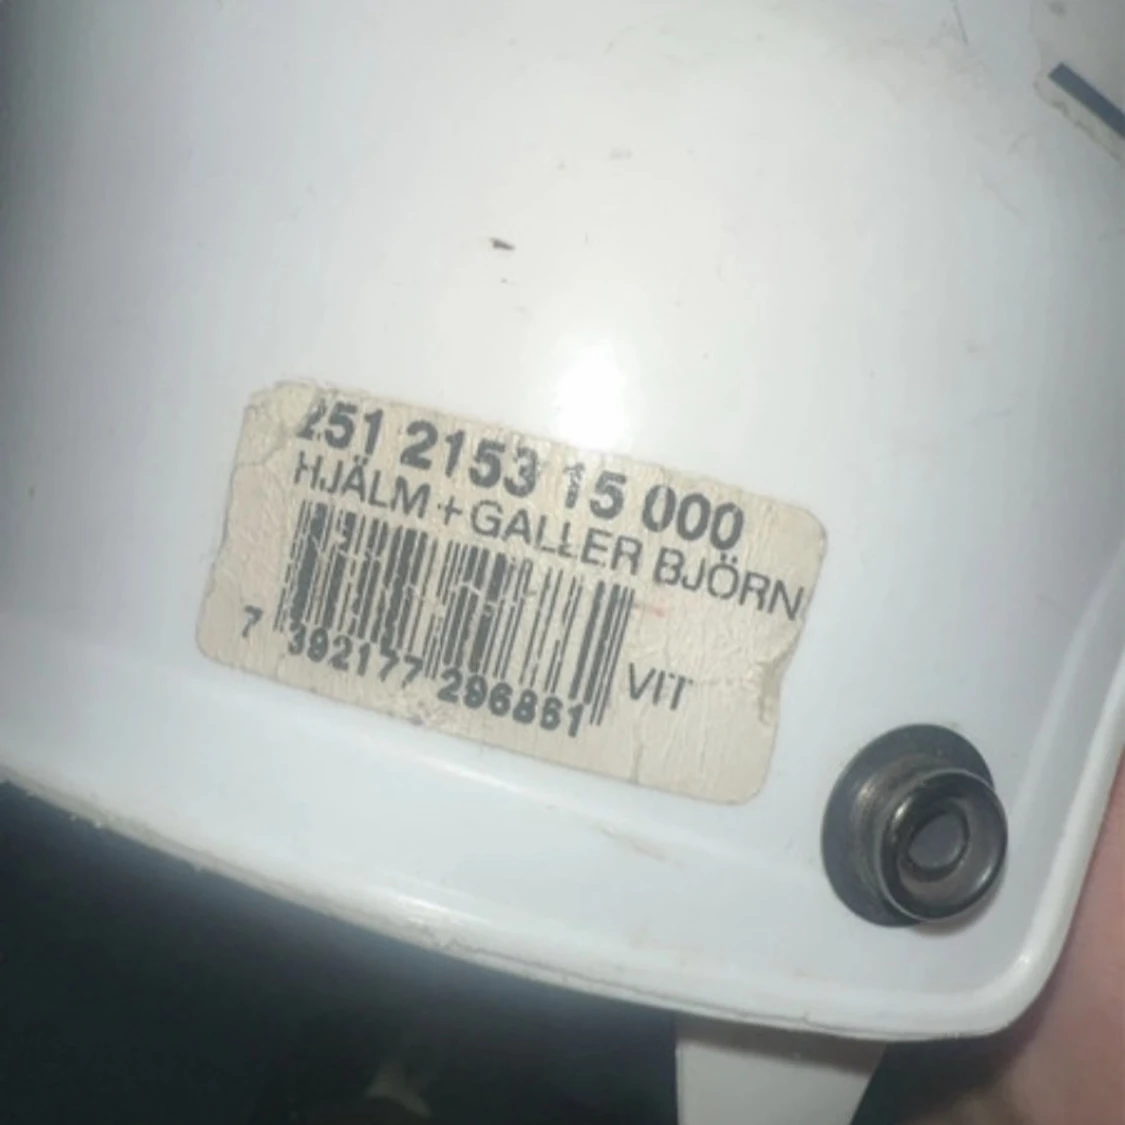 251 2153 15 000
HJÄLM + GALLER BJÖRN
7 392177 296861 VIT